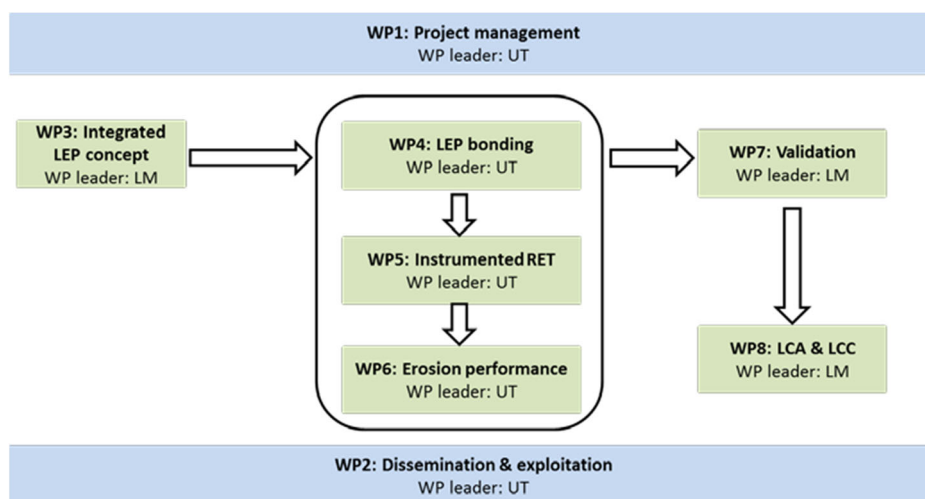 WP1: Project management
WP leader: UT
WP3: Integrated
LEP concept
WP leader: LM
WP4: LEP bonding
WP leader: UT
WP5: Instrumented RET
WP leader: UT
WP6: Erosion performance
WP leader: UT
WP7: Validation
WP leader: LM
WP8: LCA & LCC
WP leader: LM
WP2: Dissemination & exploitation
WP leader: UT